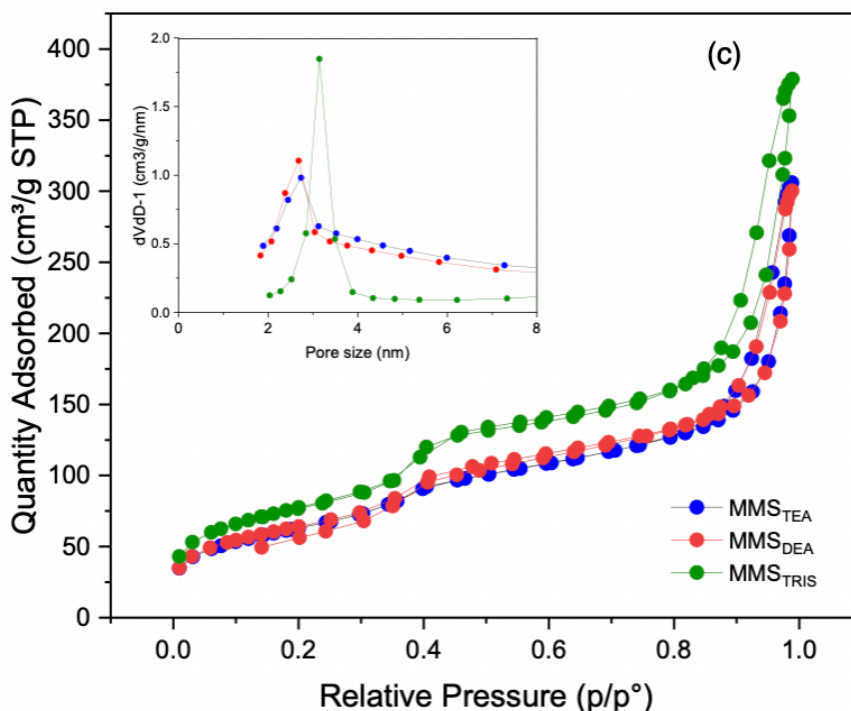 (c)
400
350
300
250
200
150
100
50
0
Quantity Adsorbed (cm³/g STP)
0.0 0.2 0.4 0.6 0.8 1.0
Relative Pressure (p/p°)
2.0
1.5
1.0
0.5
0.0
dVdD-1 (cm3/g/nm)
0 2 4 6 8
Pore size (nm)
MMS_TEA
MMS_DEA
MMS_TRIS